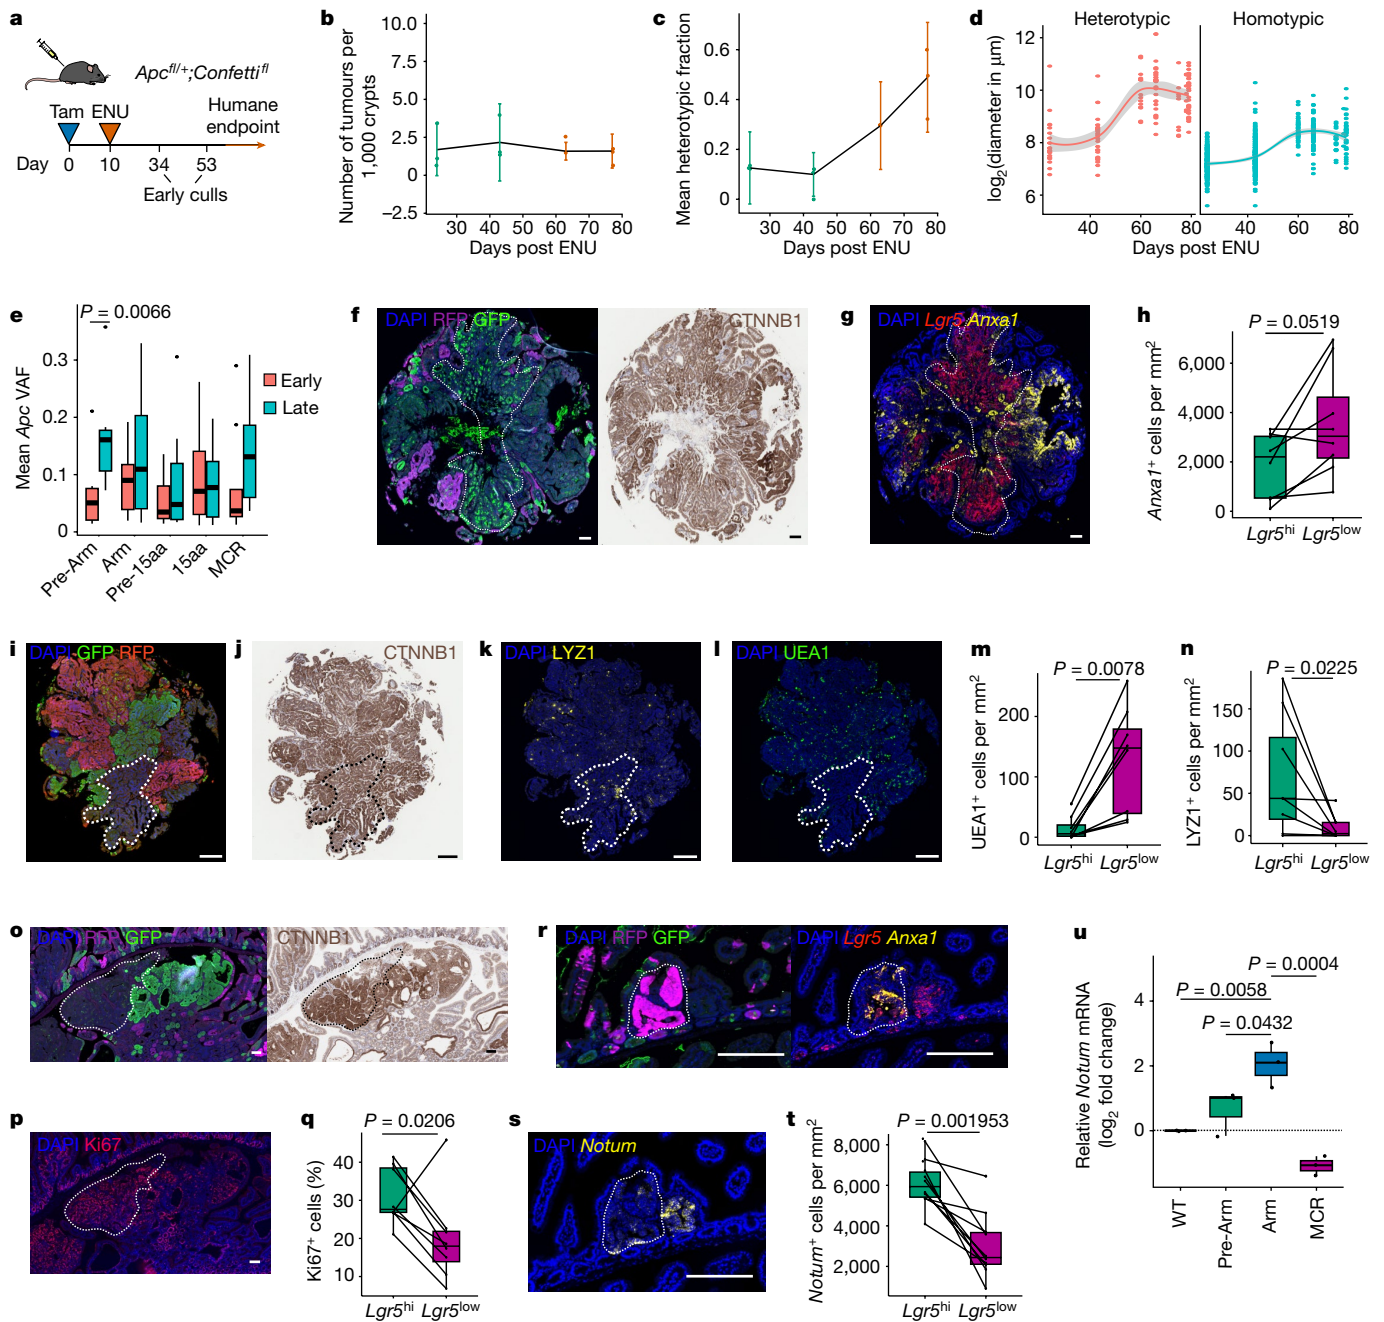 a
Apc^fl/+;Confetti^fl
Tam ENU
Humane
endpoint
Day 0 10 34 53
Early culls
b
Number of tumours per
1,000 crypts
10.0
7.5
5.0
2.5
0
−2.5
30 40 50 60 70 80
Days post ENU
c
Mean heterotypic fraction
0.6
0.4
0.2
0
20 30 40 50 60 70 80
Days post ENU
d
Heterotypic Homotypic
log2(diameter in μm)
12
10
8
6
40 60 80 40 60 80
Days post ENU
e
P = 0.0066
Mean Apc VAF
0.3
0.2
0.1
0
Early
Late
Pre-Arm
Arm
Pre-15aa
15aa
MCR
f
DAPI RFP GFP
CTNNB1
g
DAPI Lgr5 Anxa1
h
P = 0.0519
Anxa1+ cells per mm2
6,000
4,000
2,000
0
Lgr5hi Lgr5low
i
DAPI GFP RFP
j
CTNNB1
k
DAPI LYZ1
l
DAPI UEA1
m
P = 0.0078
UEA1+ cells per mm2
200
100
0
Lgr5hi Lgr5low
n
P = 0.0225
LYZ1+ cells per mm2
150
100
50
0
Lgr5hi Lgr5low
o
DAPI RFP GFP
CTNNB1
r
DAPI RFP GFP
DAPI Lgr5 Anxa1
u
P = 0.0004
P = 0.0058
P = 0.0432
Relative Notum mRNA
(log2 fold change)
4
2
0
WT
Pre-Arm
Arm
MCR
p
DAPI Ki67
q
P = 0.0206
Ki67+ cells (%)
40
30
20
10
Lgr5hi Lgr5low
s
DAPI Notum
t
P = 0.001953
Notum+ cells per mm2
8,000
6,000
4,000
2,000
Lgr5hi Lgr5low